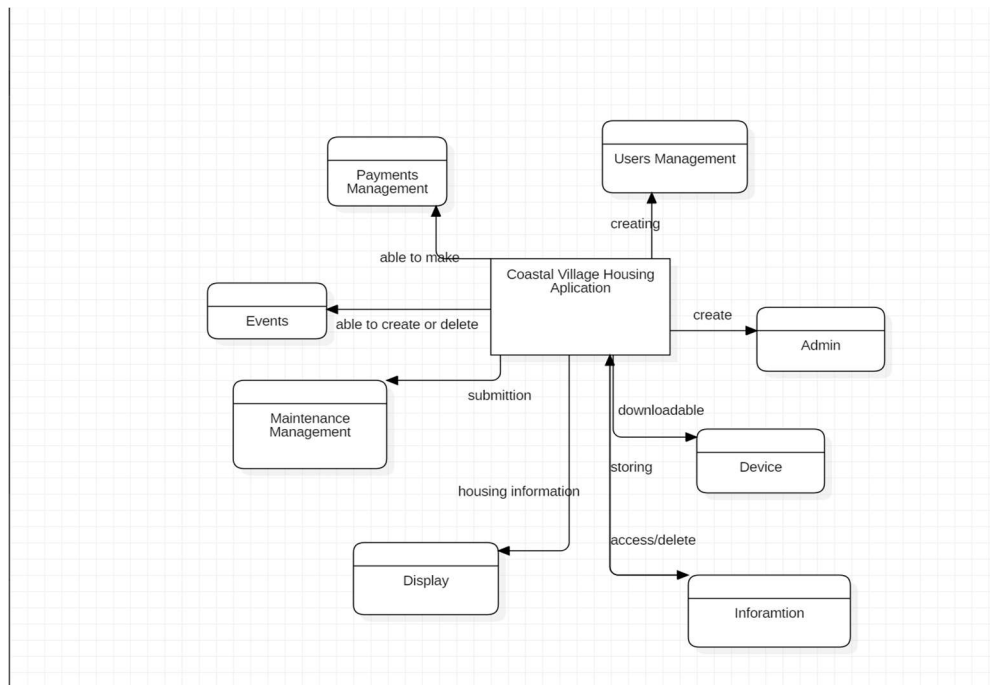 Users Management
Payments
Management
creating
able to make
Coastal Village Housing
Aplication
Events
able to create or delete
create
Admin
submittion
Maintenance
Management
downloadable
Device
storing
housing information
access/delete
Display
Inforamtion